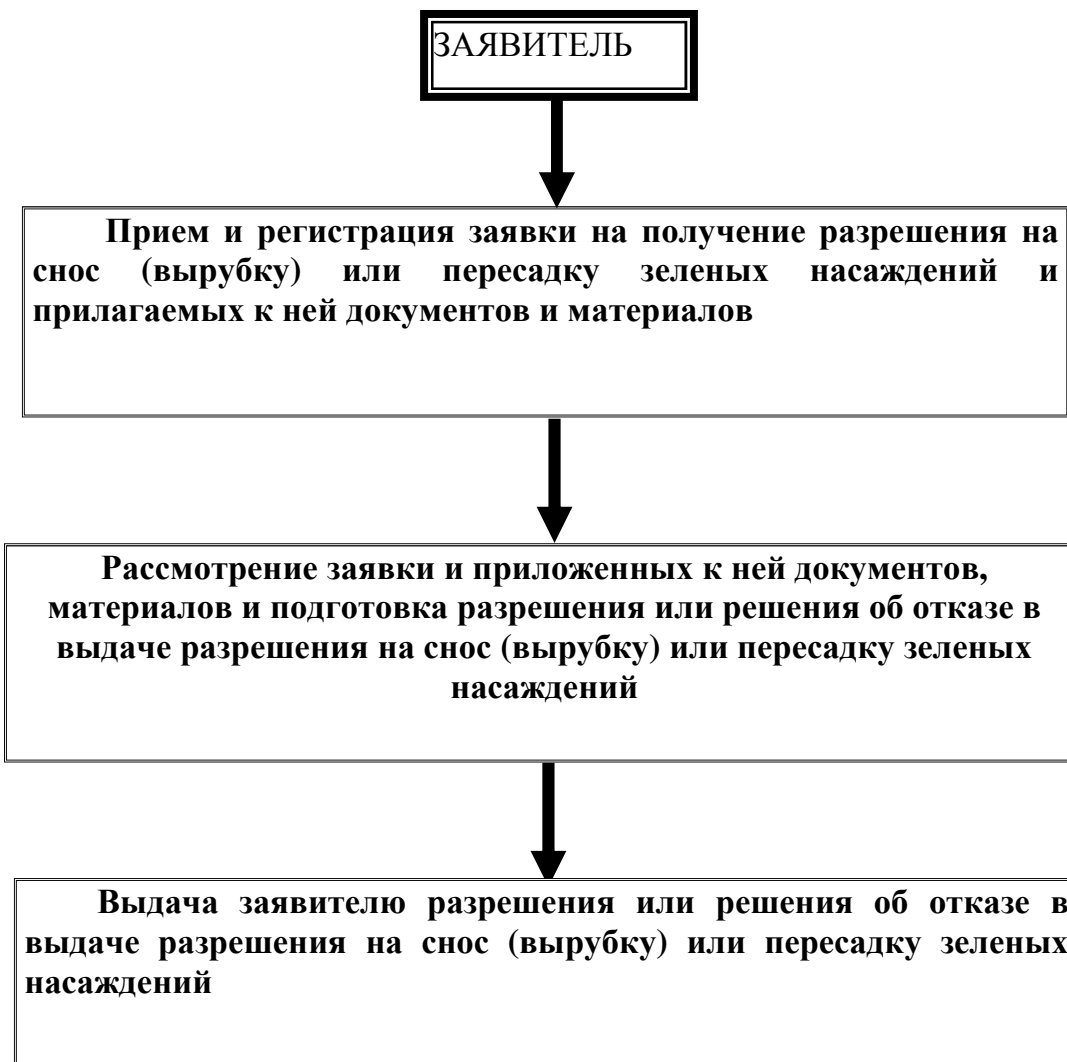 ЗАЯВИТЕЛЬ
Прием и регистрация заявки на получение разрешения на
снос (вырубку) или пересадку зеленых насаждений и
прилагаемых к ней документов и материалов
Рассмотрение заявки и приложенных к ней документов,
материалов и подготовка разрешения или решения об отказе в
выдаче разрешения на снос (вырубку) или пересадку зеленых
насаждений
Выдача заявителю разрешения или решения об отказе в
выдаче разрешения на снос (вырубку) или пересадку зеленых
насаждений